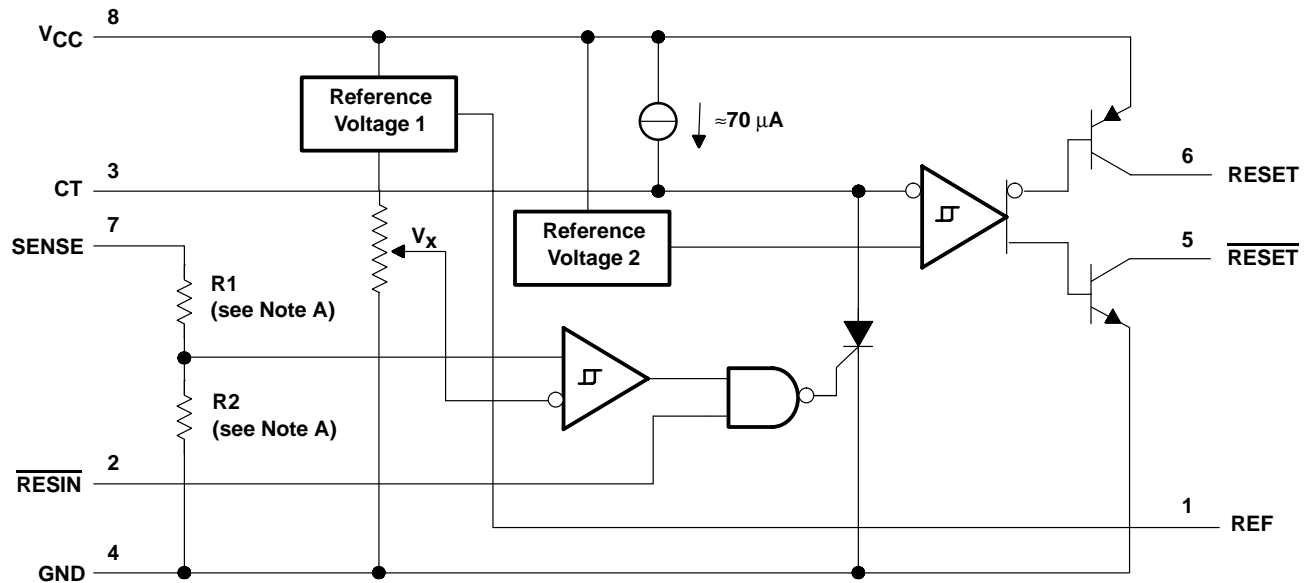 8
VCC
Reference
Voltage 1
≈70 μA
3
CT
6
RESET
7
SENSE
VX
Reference
Voltage 2
5
RESET
R1
(see Note A)
R2
(see Note A)
2
RESIN
1
REF
4
GND